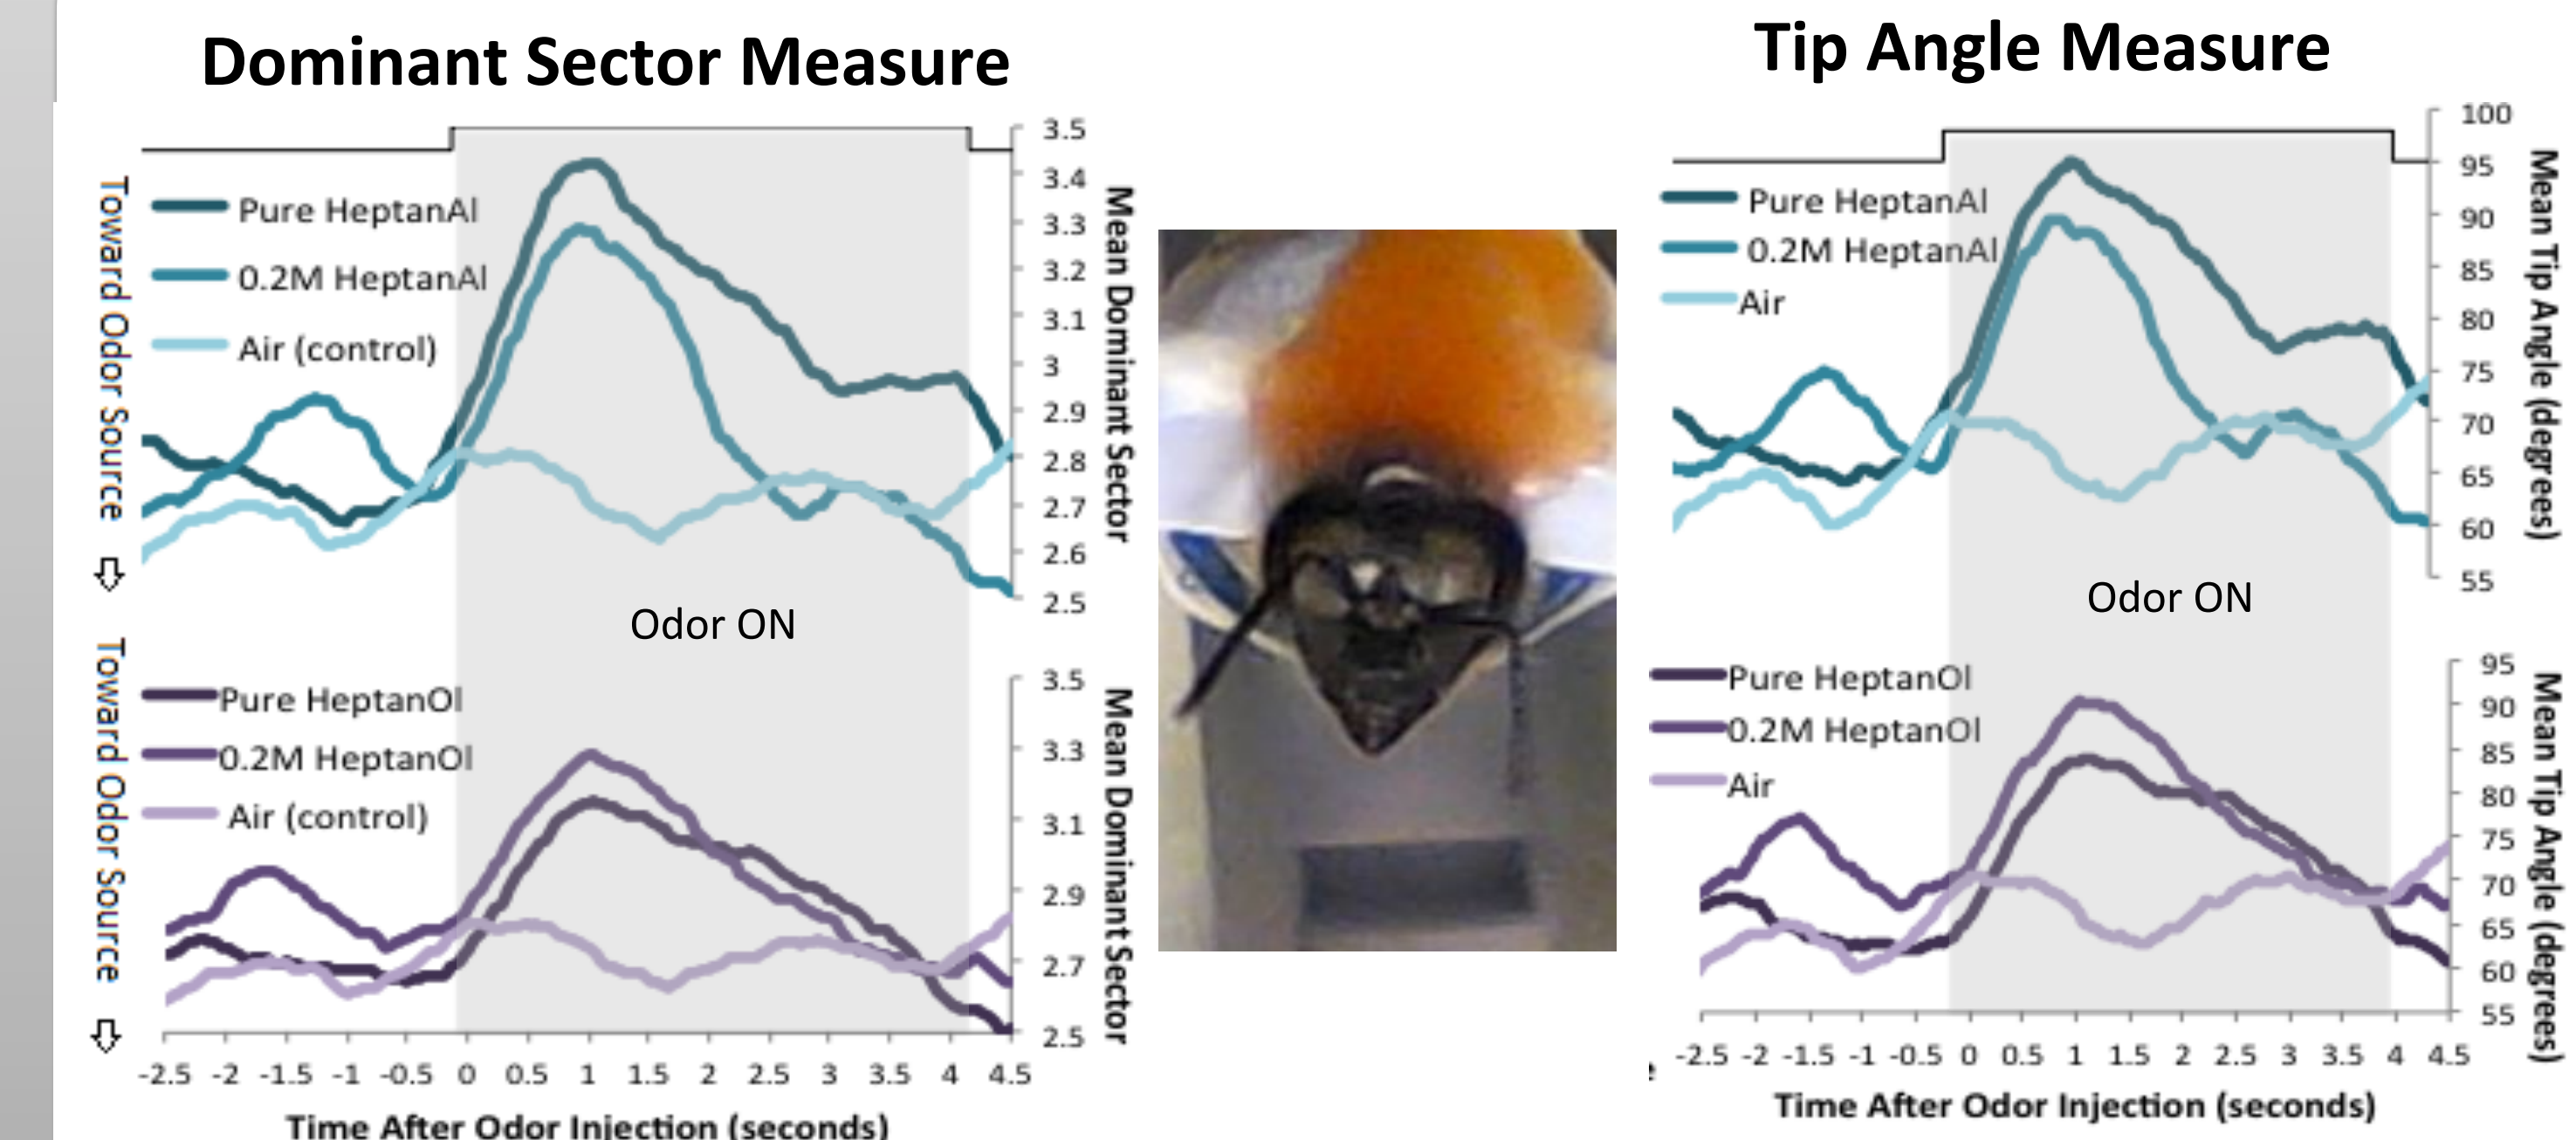 Dominant Sector Measure
Toward Odor Source
Pure HeptanAl
0.2M HeptanAl
Air (control)
3.5
3.4
3.3
3.2
3.1
3
2.9
2.8
2.7
2.6
2.5
Mean Dominant Sector
Odor ON
Toward Odor Source
Pure HeptanOl
0.2M HeptanOl
Air (control)
3.5
3.3
3.1
2.9
2.7
2.5
Mean Dominant Sector
-2.5 -2 -1.5 -1 -0.5 0 0.5 1 1.5 2 2.5 3 3.5 4 4.5
Time After Odor Injection (seconds)
Tip Angle Measure
Pure HeptanAl
0.2M HeptanAl
Air
100
95
90
85
80
75
70
65
60
55
Mean Tip Angle (degrees)
Odor ON
Pure HeptanOl
0.2M HeptanOl
Air
95
90
85
80
75
70
65
60
55
Mean Tip Angle (degrees)
-2.5 -2 -1.5 -1 -0.5 0 0.5 1 1.5 2 2.5 3 3.5 4 4.5
Time After Odor Injection (seconds)